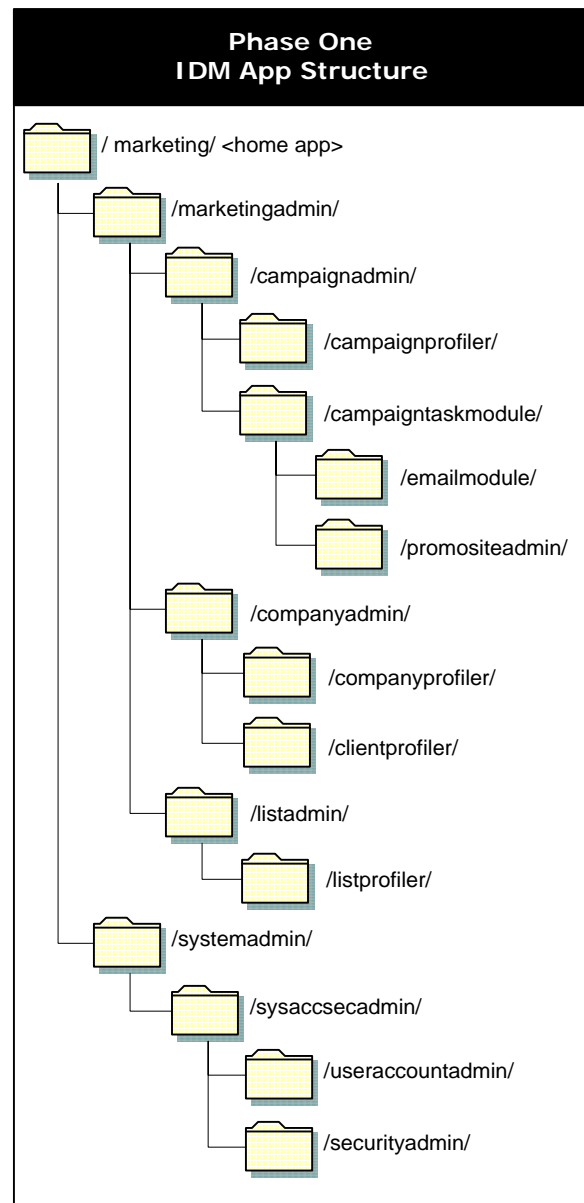 Phase One
IDM App Structure
/ marketing/ <home app>
/marketingadmin/
/campaignadmin/
/campaignprofiler/
/campaigntaskmodule/
/emailmodule/
/promositeadmin/
/companyadmin/
/companyprofiler/
/clientprofiler/
/listadmin/
/listprofiler/
/systemadmin/
/sysaccsecadmin/
/useraccountadmin/
/securityadmin/